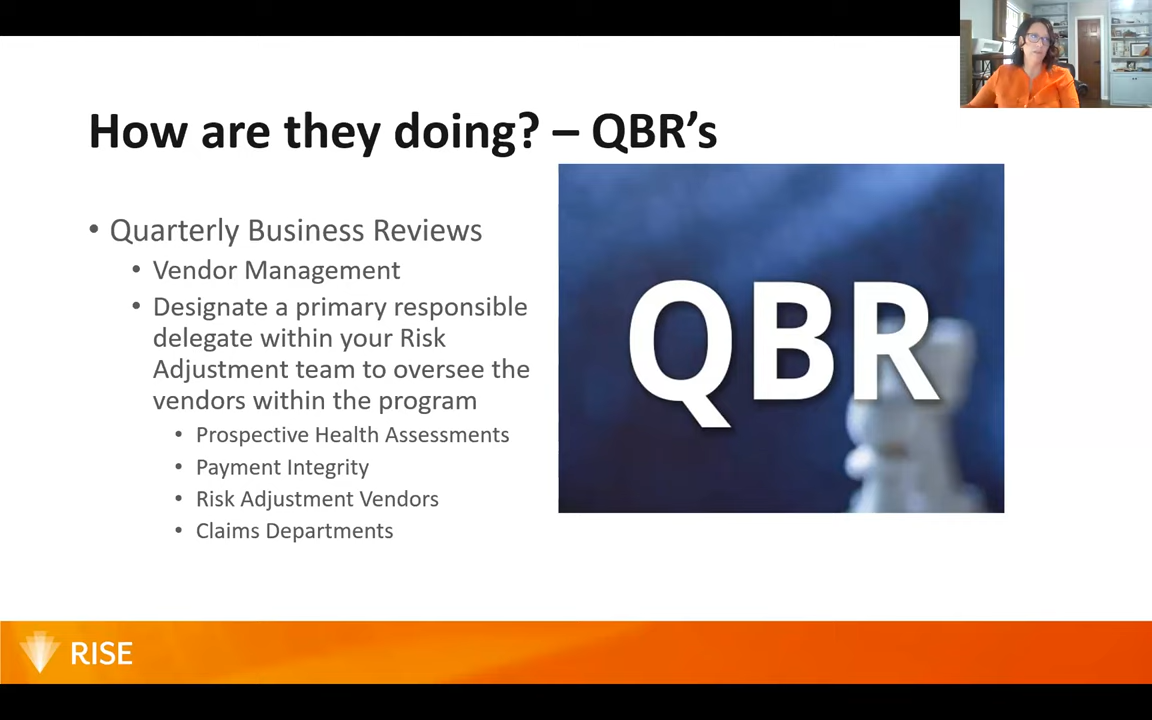 How are they doing? – QBR's
• Quarterly Business Reviews
• Vendor Management
• Designate a primary responsible
delegate within your Risk
Adjustment team to oversee the
vendors within the program
• Prospective Health Assessments
• Payment Integrity
• Risk Adjustment Vendors
• Claims Departments
QBR
RISE